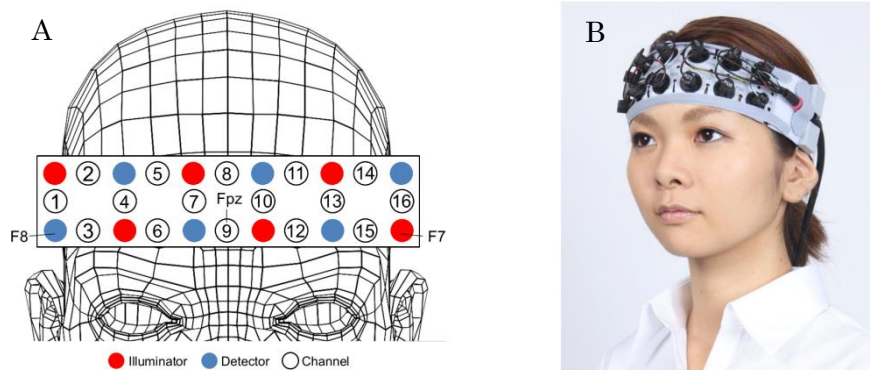 A
B
2 5 8 11 14
1 4 7 Fpz 10 13 16
F8 3 6 9 12 15 F7
Illuminator Detector Channel